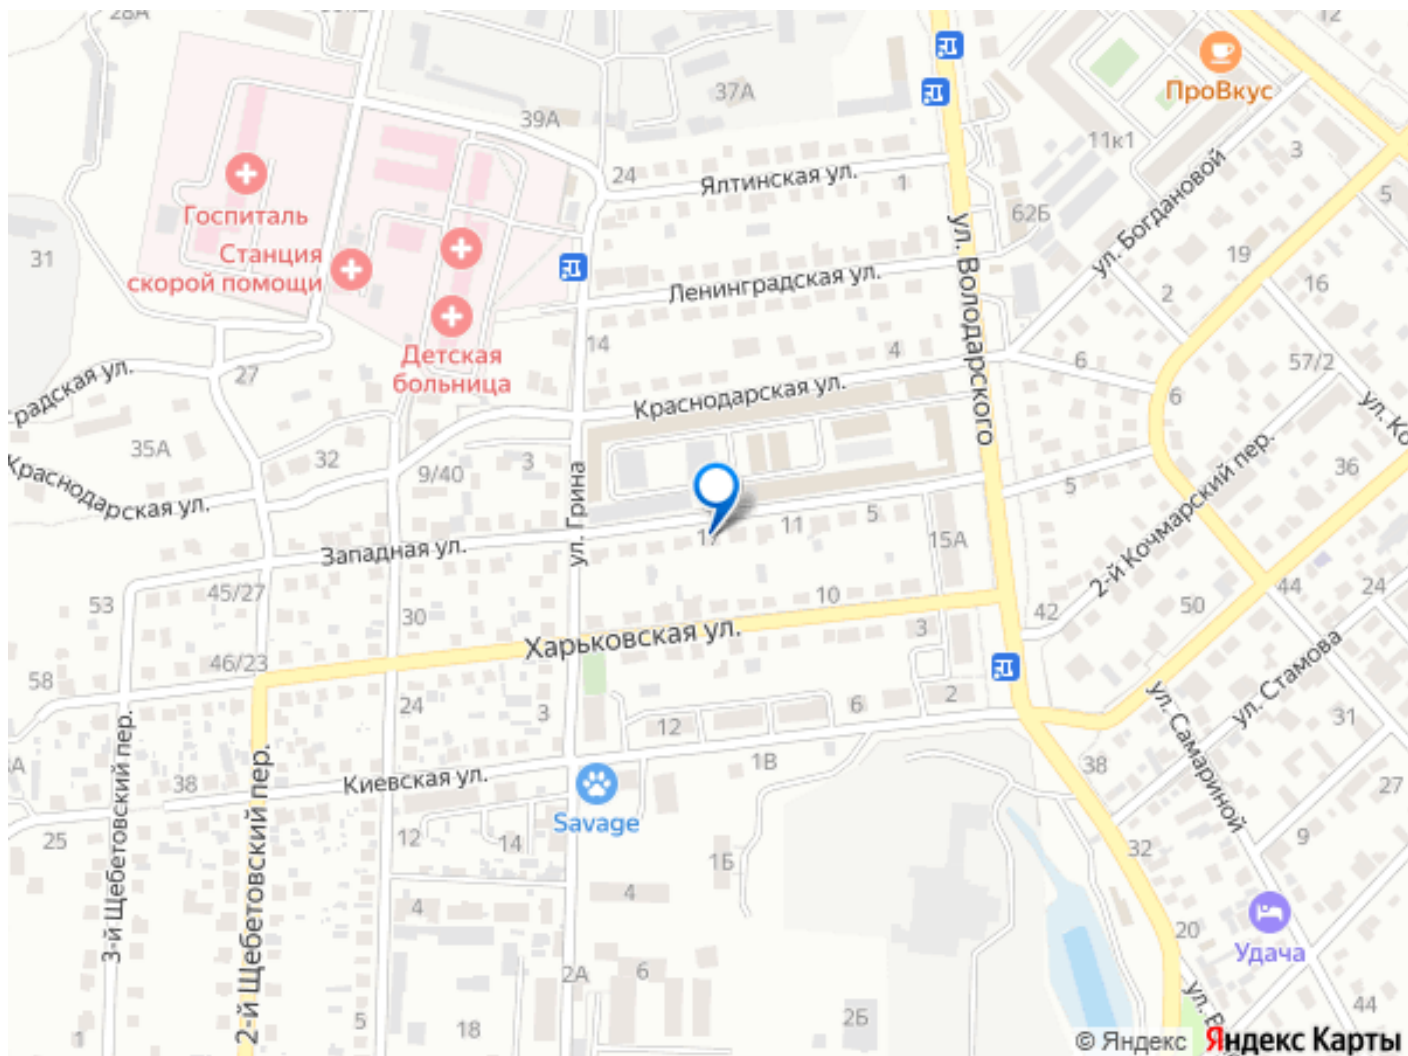 28А
12
ПроВкус
37А
39А
11к1
3
24
Ялтинская ул.
1
5
Госпиталь
62Б
ул. Богдановой
Станция
скорой помощи
31
ул. Володарского
19
16
Ленинградская ул.
2
14
4
6
57/2
Детская
больница
27
градская ул.
Краснодарская ул.
6
ул. Ко
35А
32
9/40
3
36
Краснодарская ул.
ул. Грина
5
2-й Кочмарский пер.
17
11
5
15А
Западная ул.
53
45/27
30
10
42
50
44
24
Харьковская ул.
3
46/23
58
24
3
12
6
2
ул. Самариной
ул. Стамова
31
3-й Щебетовский пер.
2-й Щебетовский пер.
38
Киевская ул.
1В
38
27
Savage
25
12
14
1Б
32
9
4
4
20
Удача
2А
6
18
5
2Б
1
44
© Яндекс
Яндекс Карты